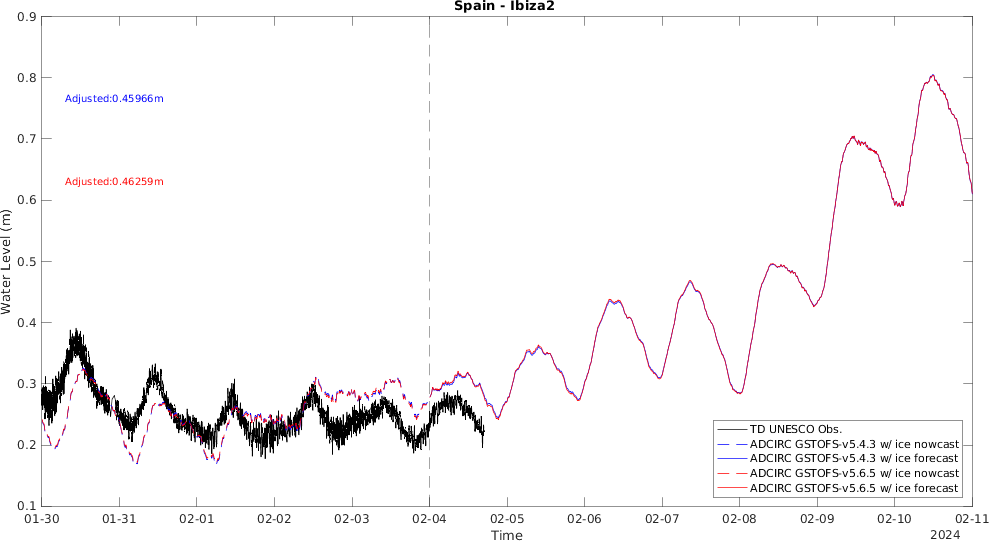 Spain - Ibiza2
0.9
0.8
0.7
0.6
0.5
0.4
0.3
0.2
0.1
Water Level (m)
Adjusted:0.45966m
Adjusted:0.46259m
TD UNESCO Obs.
ADCIRC GSTOFS-v5.4.3 w/ ice nowcast
ADCIRC GSTOFS-v5.4.3 w/ ice forecast
ADCIRC GSTOFS-v5.6.5 w/ ice nowcast
ADCIRC GSTOFS-v5.6.5 w/ ice forecast
01-30 01-31 02-01 02-02 02-03 02-04 02-05 02-06 02-07 02-08 02-09 02-10 02-11
Time
2024